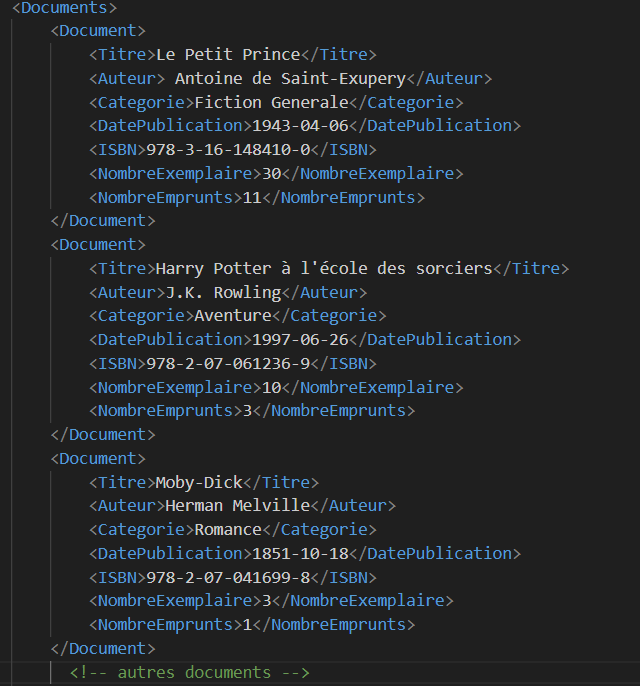 <Documents>
<Document>
<Titre>Le Petit Prince</Titre>
<Auteur> Antoine de Saint-Exupery</Auteur>
<Categorie>Fiction Generale</Categorie>
<DatePublication>1943-04-06</DatePublication>
<ISBN>978-3-16-148410-0</ISBN>
<NombreExemplaire>30</NombreExemplaire>
<NombreEmprunts>11</NombreEmprunts>
</Document>
<Document>
<Titre>Harry Potter à l'école des sorciers</Titre>
<Auteur>J.K. Rowling</Auteur>
<Categorie>Aventure</Categorie>
<DatePublication>1997-06-26</DatePublication>
<ISBN>978-2-07-061236-9</ISBN>
<NombreExemplaire>10</NombreExemplaire>
<NombreEmprunts>3</NombreEmprunts>
</Document>
<Document>
<Titre>Moby-Dick</Titre>
<Auteur>Herman Melville</Auteur>
<Categorie>Romance</Categorie>
<DatePublication>1851-10-18</DatePublication>
<ISBN>978-2-07-041699-8</ISBN>
<NombreExemplaire>3</NombreExemplaire>
<NombreEmprunts>1</NombreEmprunts>
</Document>
<!-- autres documents -->